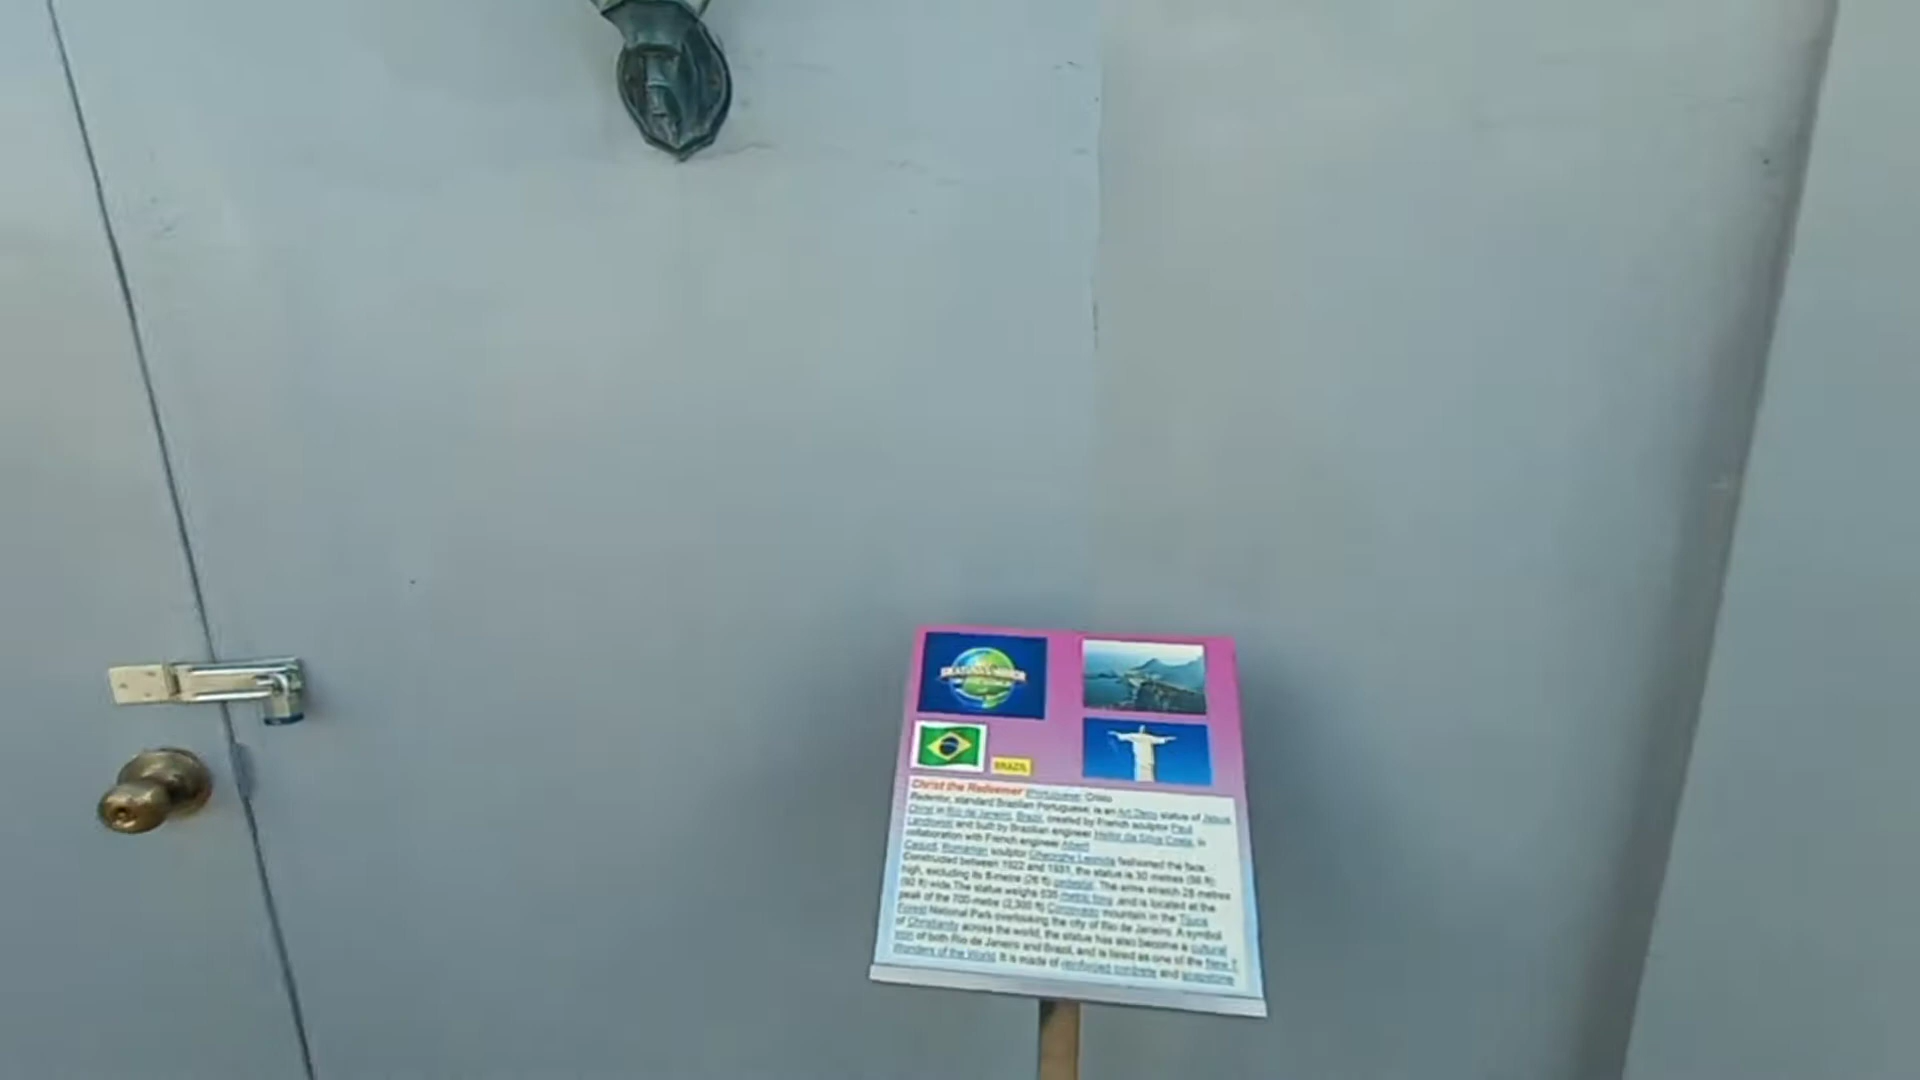 BRAZIL
Christ the Redeemer (Portuguese: Cristo
Redentor, standard Brazilian Portuguese: is an Art Deco statue of Jesus
Christ in Rio de Janeiro, Brazil, created by French sculptor Paul
Landowski and built by Brazilian engineer Heitor da Silva Costa, in
collaboration with French engineer Albert
Caquot. Romanian sculptor Gheorghe Leonida fashioned the face.
Constructed between 1922 and 1931, the statue is 30 metres (98 ft)
high, excluding its 8-metre (26 ft) pedestal. The arms stretch 28 metres
(92 ft) wide.The statue weighs 635 metric tons ,and is located at the
peak of the 700-metre (2,300 ft) Corcovado mountain in the Tijuca
Forest National Park overlooking the city of Rio de Janeiro. A symbol
of Christianity across the world, the statue has also become a cultural
icon of both Rio de Janeiro and Brazil, and is listed as one of the New 7
Wonders of the World. It is made of reinforced concrete and soapstone